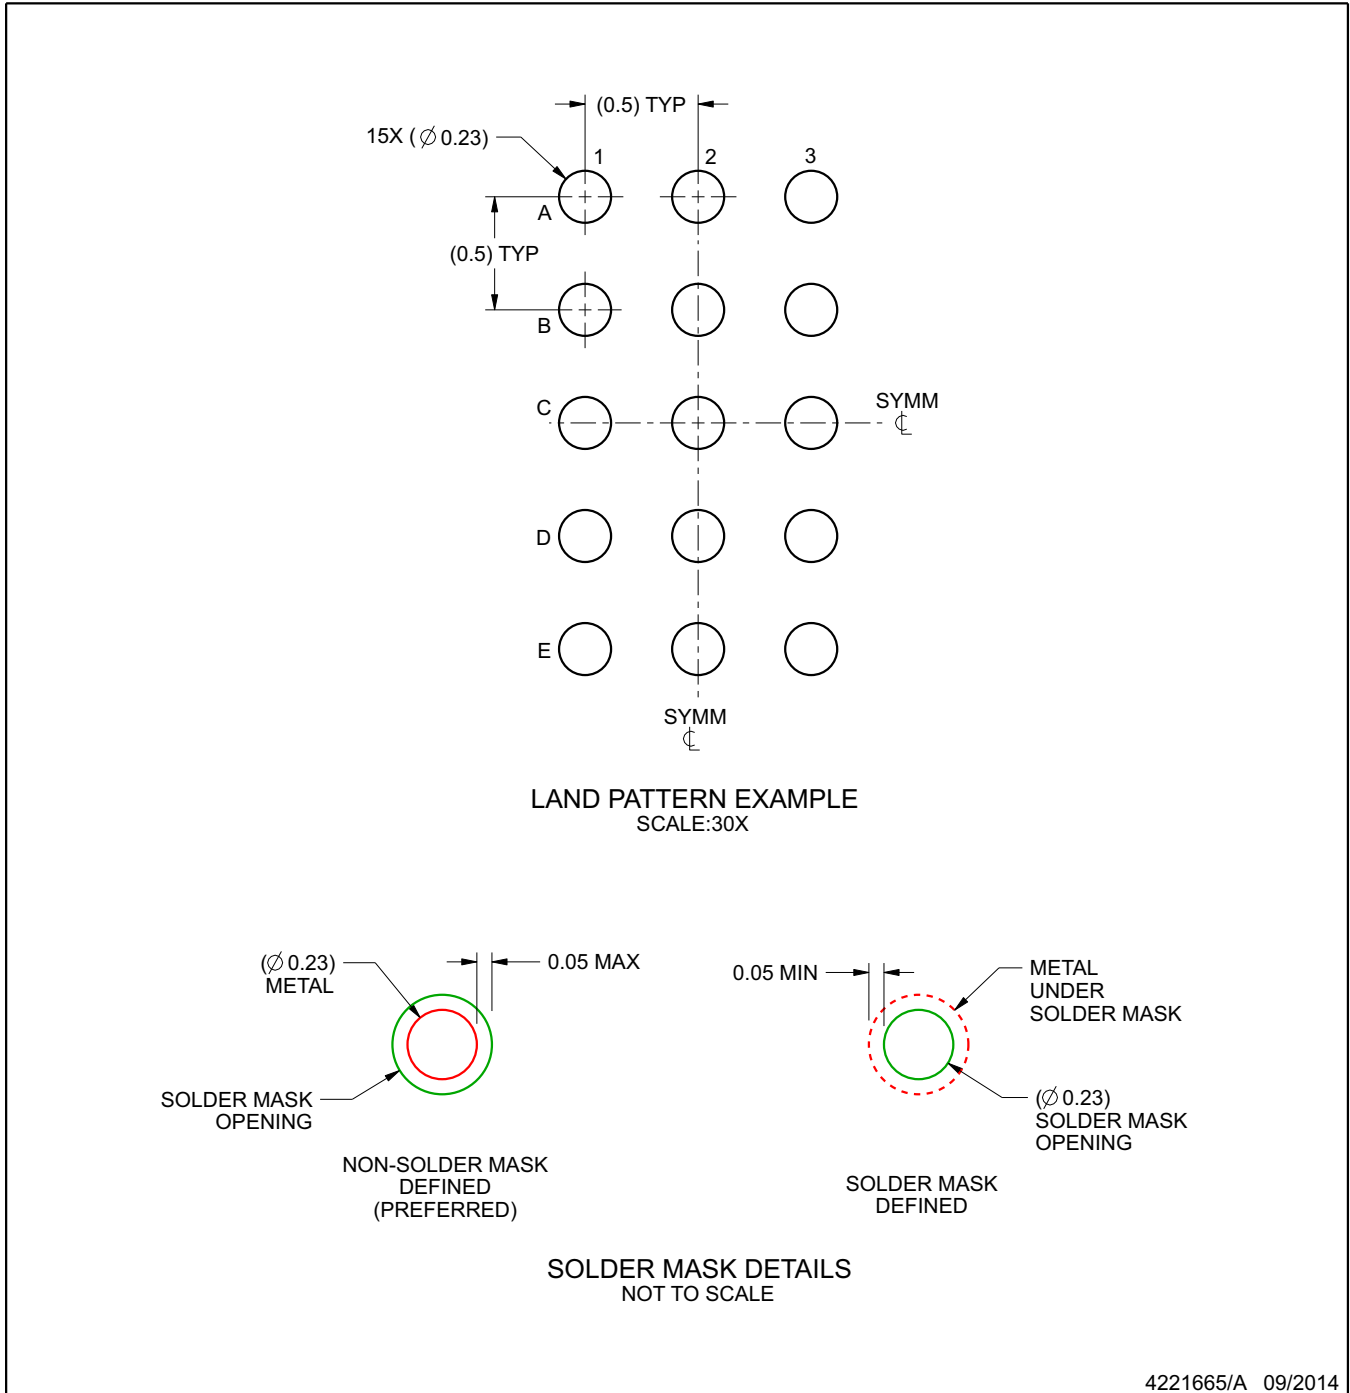 (0.5) TYP
15X ( ∅ 0.23)
1
2
3
A
(0.5) TYP
B
C
SYMM
℄
D
E
SYMM
℄
LAND PATTERN EXAMPLE
SCALE:30X
(∅ 0.23)
METAL
0.05 MAX
SOLDER MASK
OPENING
NON-SOLDER MASK
DEFINED
(PREFERRED)
0.05 MIN
METAL
UNDER
SOLDER MASK
(∅ 0.23)
SOLDER MASK
OPENING
SOLDER MASK
DEFINED
SOLDER MASK DETAILS
NOT TO SCALE
4221665/A 09/2014